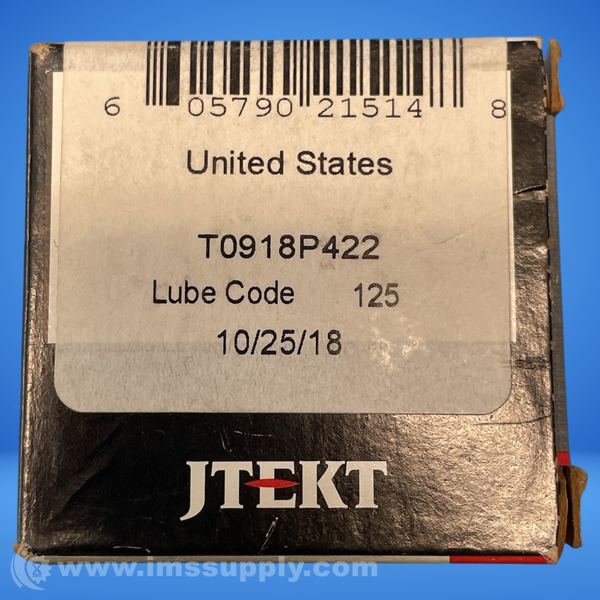 6 05790 21514 8
United States
T0918P422
Lube Code 125
10/25/18
JTEKT
www.imssupply.com